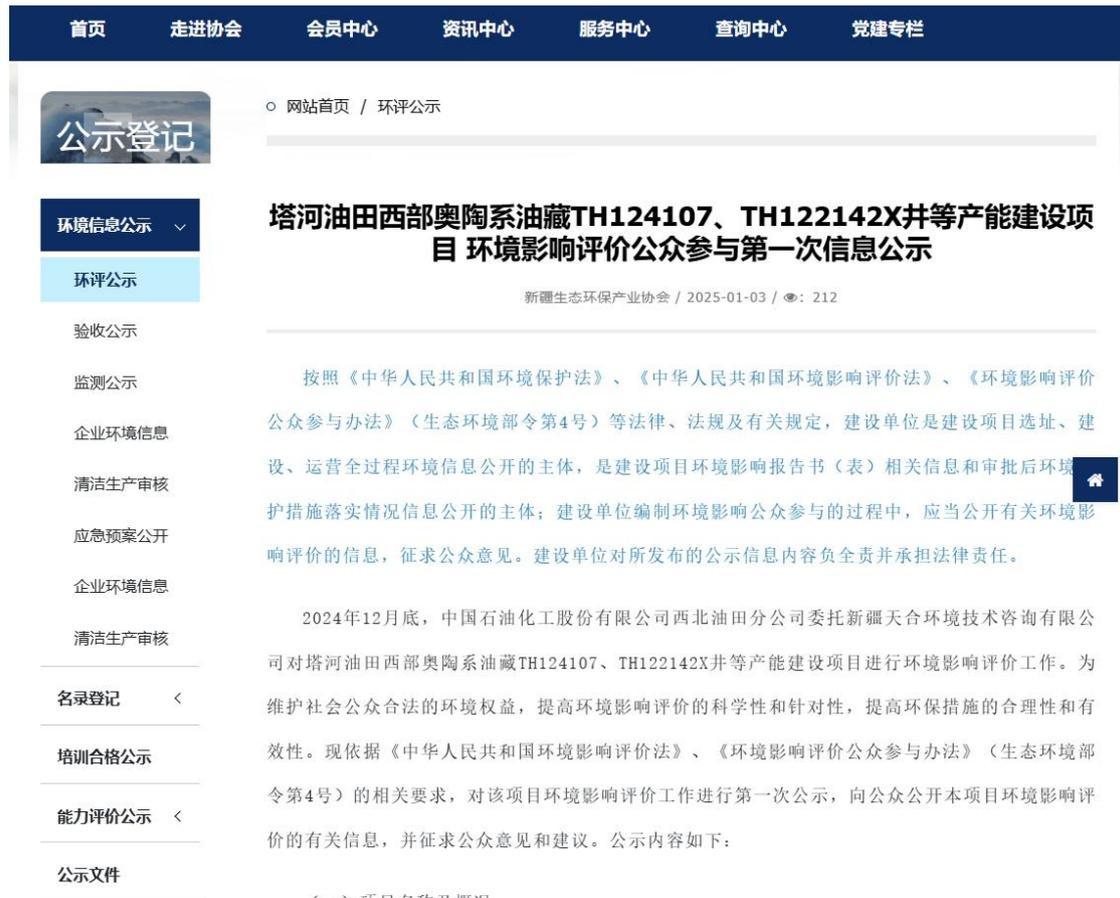 首页 走进协会 会员中心 资讯中心 服务中心 查询中心 党建专栏
公示登记
环境信息公示
环评公示
验收公示
监测公示
企业环境信息
清洁生产审核
应急预案公开
企业环境信息
清洁生产审核
名录登记
培训合格公示
能力评价公示
公示文件
网站首页 / 环评公示
塔河油田西部奥陶系油藏TH124107、TH122142X井等产能建设项
目 环境影响评价公众参与第一次信息公示
新疆生态环保产业协会 / 2025-01-03 / : 212
按照《中华人民共和国环境保护法》、《中华人民共和国环境影响评价法》、《环境影响评价
公众参与办法》（生态环境部令第4号）等法律、法规及有关规定，建设单位是建设项目选址、建
设、运营全过程环境信息公开的主体，是建设项目环境影响报告书（表）相关信息和审批后环境
护措施落实情况信息公开的主体；建设单位编制环境影响公众参与的过程中，应当公开有关环境影
响评价的信息，征求公众意见。建设单位对所发布的公示信息内容负全责并承担法律责任。
2024年12月底，中国石油化工股份有限公司西北油田分公司委托新疆天合环境技术咨询有限公
司对塔河油田西部奥陶系油藏TH124107、TH122142X井等产能建设项目进行环境影响评价工作。为
维护社会公众合法的环境权益，提高环境影响评价的科学性和针对性，提高环保措施的合理性和有
效性。现依据《中华人民共和国环境影响评价法》、《环境影响评价公众参与办法》（生态环境部
令第4号）的相关要求，对该项目环境影响评价工作进行第一次公示，向公众公开本项目环境影响评
价的有关信息，并征求公众意见和建议。公示内容如下：